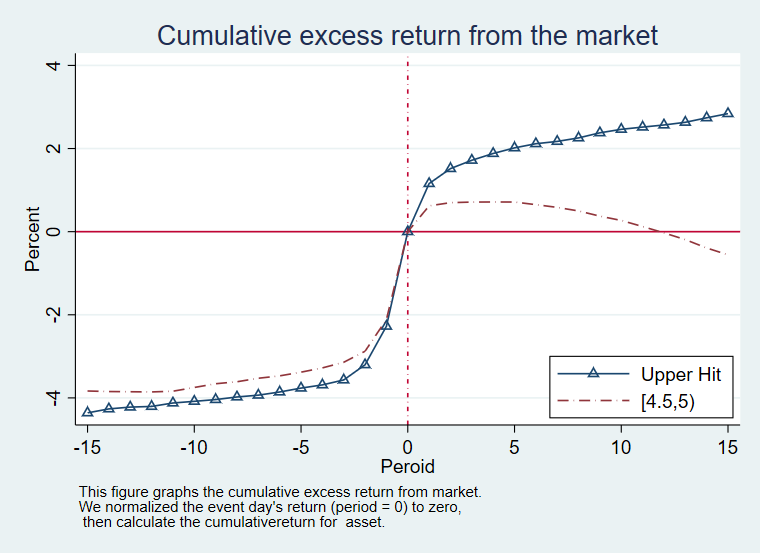 Cumulative excess return from the market
4
2
0
-2
-4
Percent
-15
-10
-5
0
5
10
15
Peroid
Upper Hit
[4.5,5)
This figure graphs the cumulative excess return from market.
We normalized the event day's return (period = 0) to zero,
then calculate the cumulativereturn for  asset.